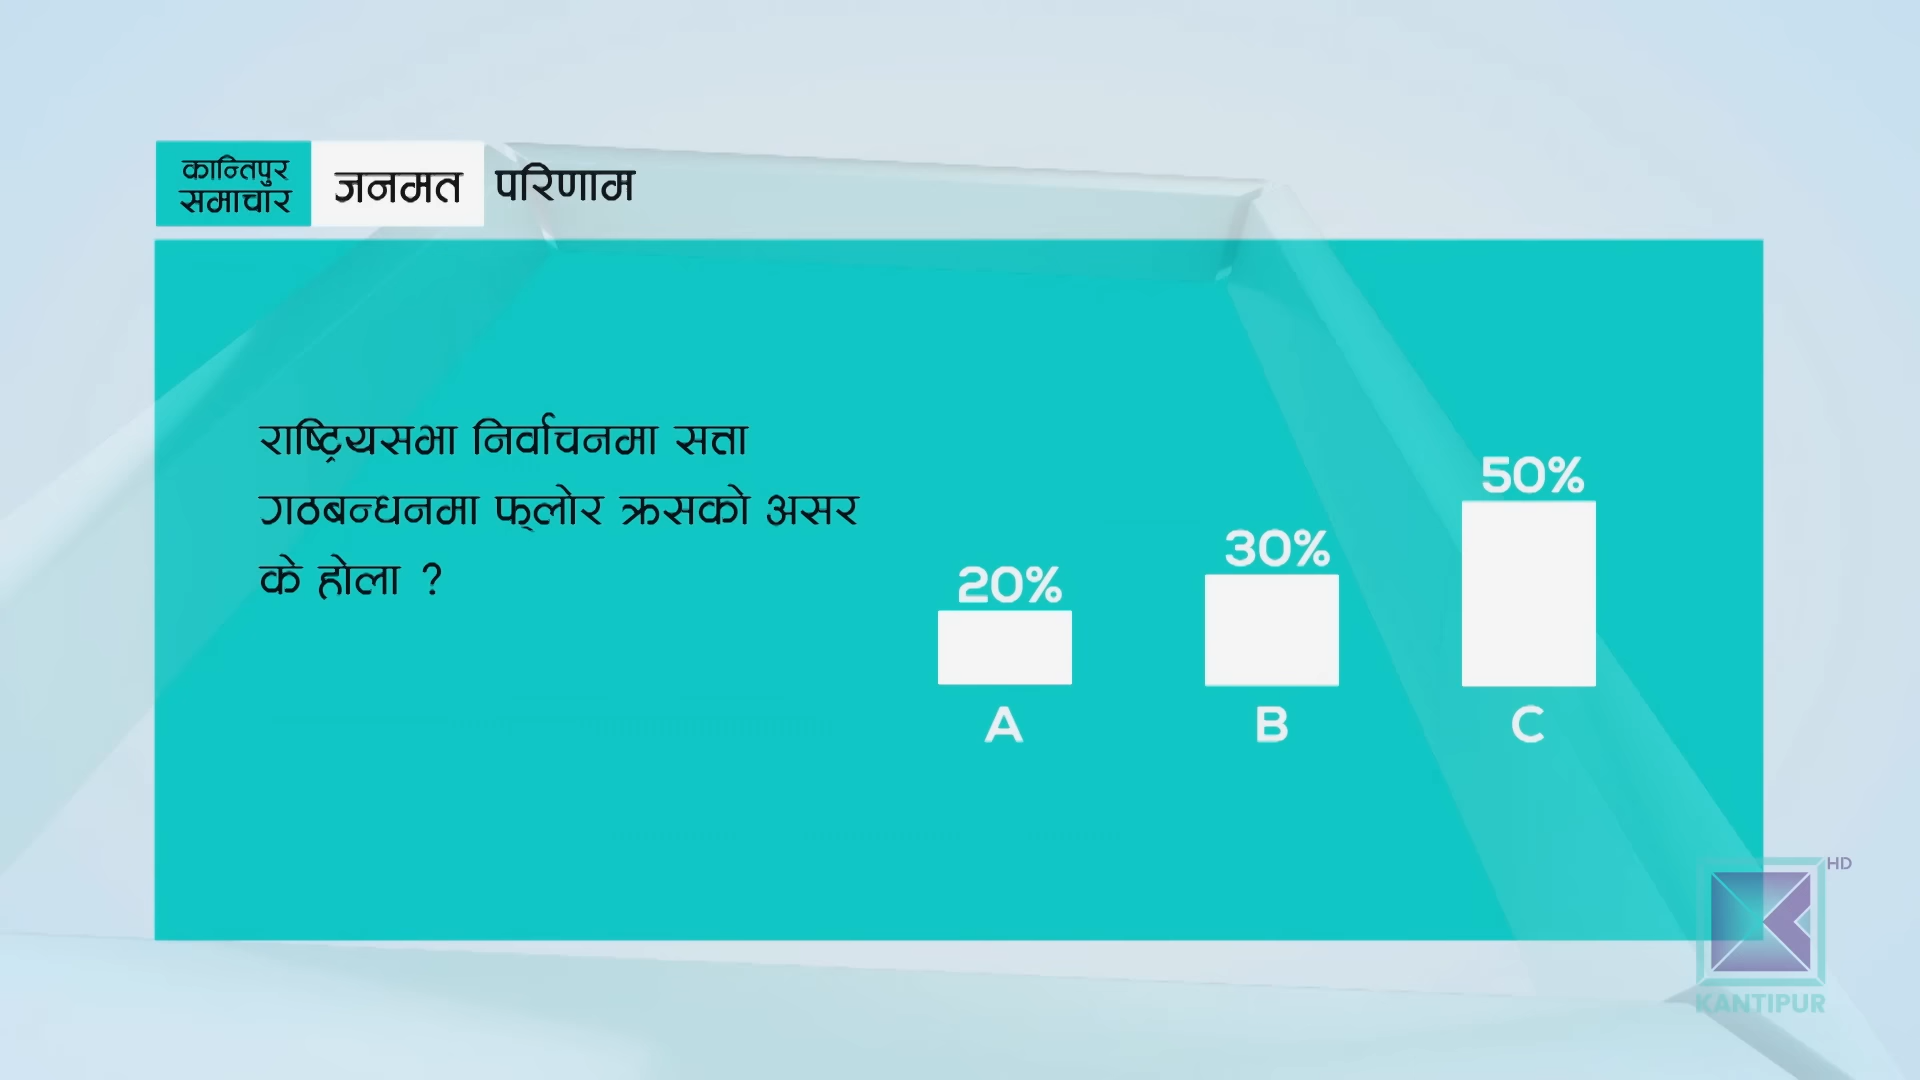 कान्तिपुर
समाचार
जनमत परिणाम
राष्ट्रियसभा निर्वाचनमा सत्ता
गठबन्धनमा फ्लोर क्रसको असर
के होला ?
20%
30%
50%
A
B
C
HD
KANTIPUR